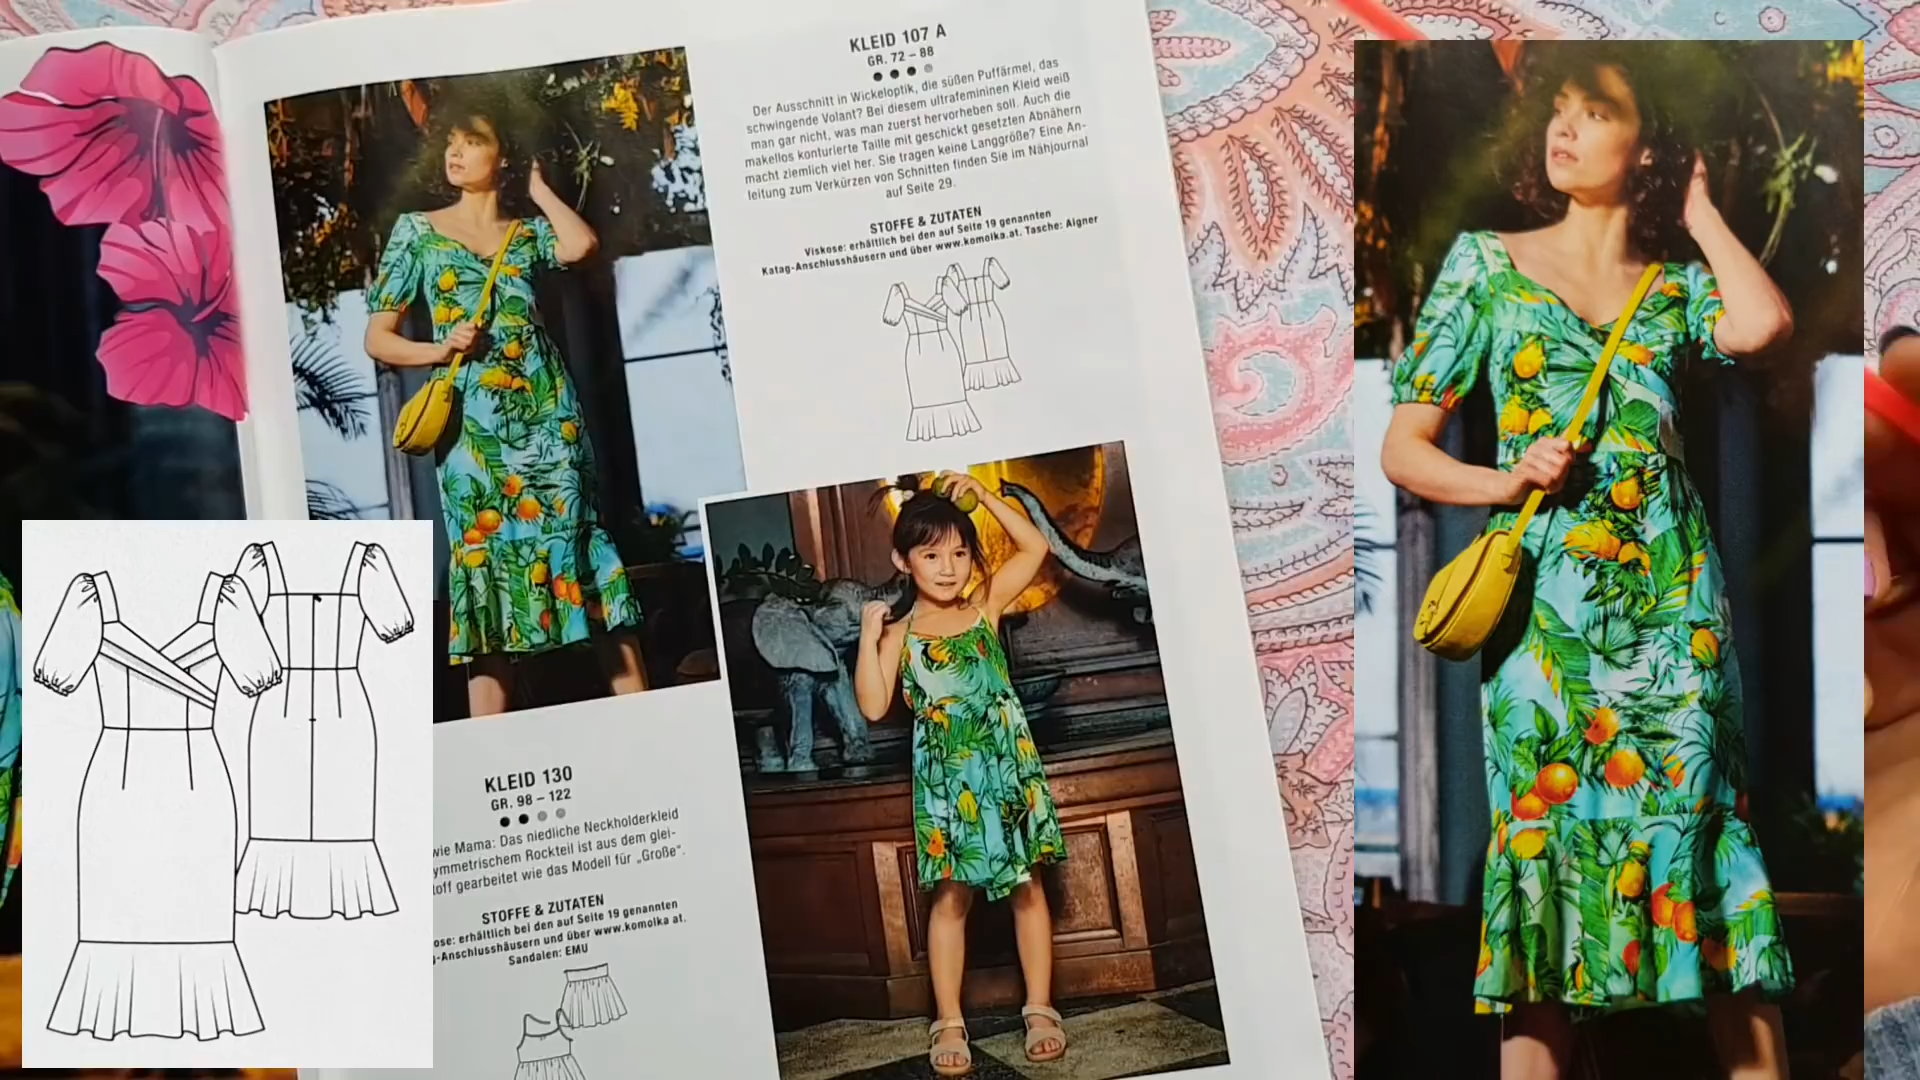 KLEID 107 A
GR. 72 – 88
Der Ausschnitt in Wickeloptik, die süßen Puffärmel, das
schwingende Volant? Bei diesem ultrafemininen Kleid weiß
man gar nicht, was man zuerst hervorheben soll. Auch die
makellos konturierte Taille mit geschickt gesetzten Abnähern
macht ziemlich viel her. Sie tragen keine Langgröße? Eine An-
leitung zum Verkürzen von Schnitten finden Sie im Nähjournal
auf Seite 29.
STOFFE & ZUTATEN
Viskose: erhältlich bei den auf Seite 19 genannten
Katag-Anschlusshäusern und über www.komolka.at. Tasche: Aigner
KLEID 130
GR. 98 – 122
wie Mama: Das niedliche Neckholderkleid
ymmetrischem Rockteil ist aus dem glei-
toff gearbeitet wie das Modell für „Große“.
STOFFE & ZUTATEN
ose: erhältlich bei den auf Seite 19 genannten
-Anschlusshäusern und über www.komolka at.
Sandalen: EMU